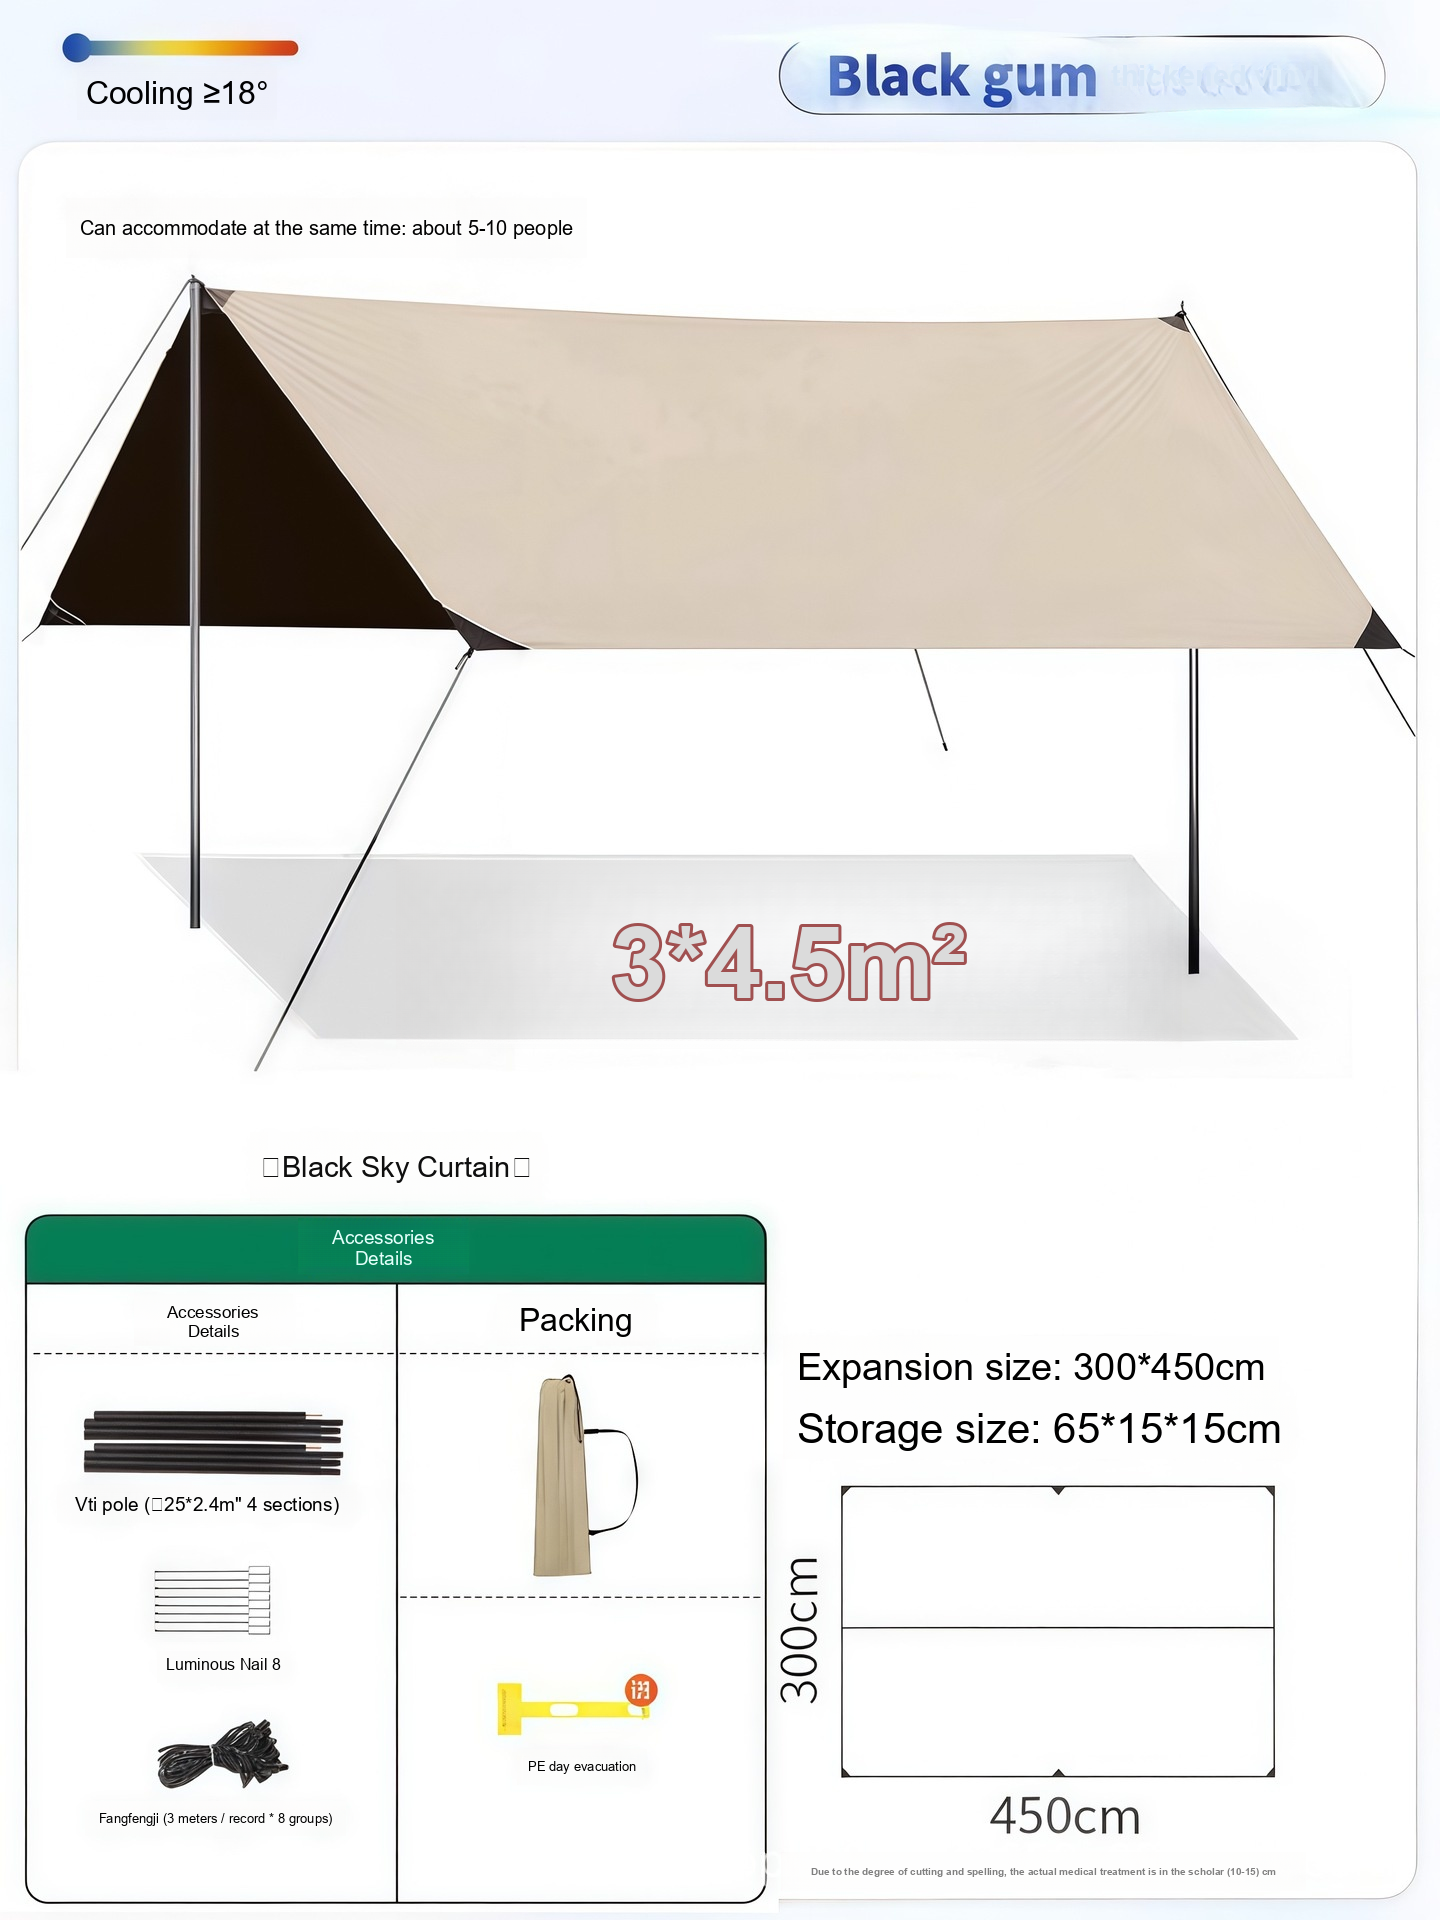 Cooling ≥18°
Black gum thickened vinyl
Can accommodate at the same time: about 5-10 people
3*4.5m²
□Black Sky Curtain□
Accessories
Details
Accessories
Details
Packing
Vti pole (□25*2.4m" 4 sections)
Luminous Nail 8
Fangfengji (3 meters / record * 8 groups)
PE day evacuation
Expansion size: 300*450cm
Storage size: 65*15*15cm
300cm
450cm
Due to the degree of cutting and spelling, the actual medical treatment is in the scholar (10-15) cm